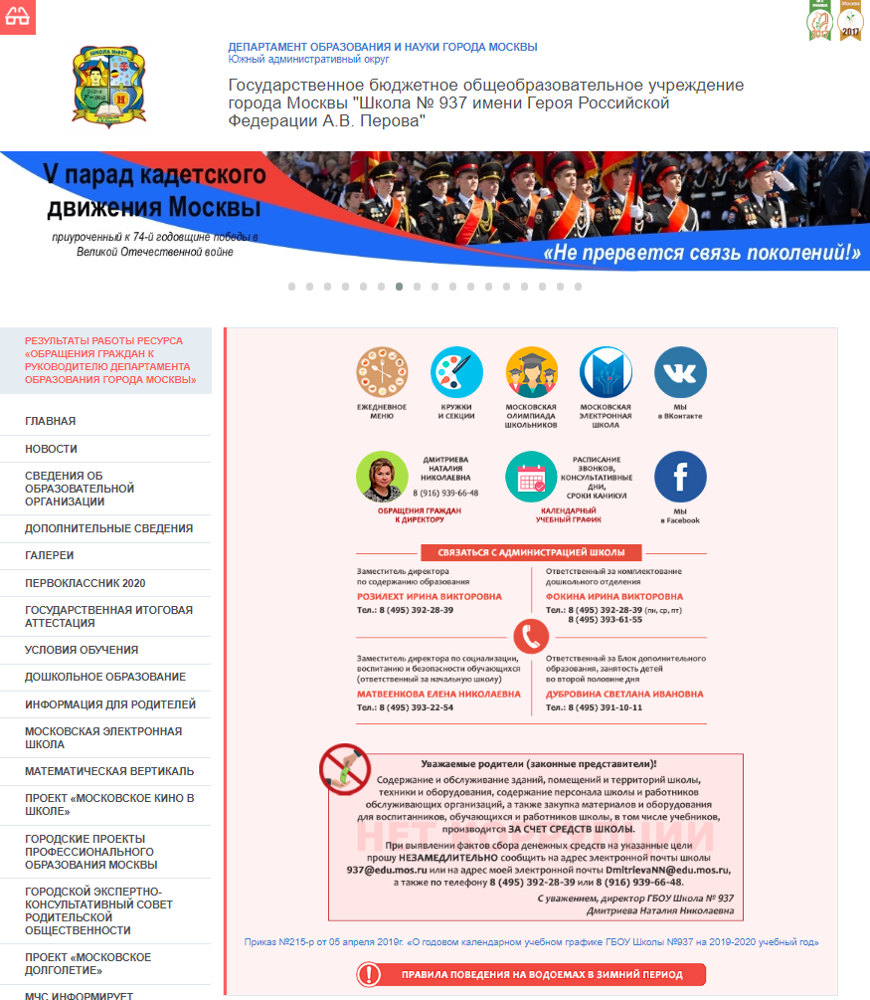 2017
ДЕПАРТАМЕНТ ОБРАЗОВАНИЯ И НАУКИ ГОРОДА МОСКВЫ
Южный административный округ
Государственное бюджетное общеобразовательное учреждение
города Москвы "Школа № 937 имени Героя Российской
Федерации А.В. Перова"
ШКОЛА №937
V парад кадетского
движения Москвы
приуроченный к 74-й годовщине победы в
Великой Отечественной войне
«Не прервется связь поколений!»
РЕЗУЛЬТАТЫ РАБОТЫ РЕСУРСА
«ОБРАЩЕНИЯ ГРАЖДАН К
РУКОВОДИТЕЛЮ ДЕПАРТАМЕНТА
ОБРАЗОВАНИЯ ГОРОДА МОСКВЫ»
ГЛАВНАЯ
НОВОСТИ
СВЕДЕНИЯ ОБ
ОБРАЗОВАТЕЛЬНОЙ
ОРГАНИЗАЦИИ
ДОПОЛНИТЕЛЬНЫЕ СВЕДЕНИЯ
ГАЛЕРЕИ
ПЕРВОКЛАССНИК 2020
ГОСУДАРСТВЕННАЯ ИТОГОВАЯ
АТТЕСТАЦИЯ
УСЛОВИЯ ОБУЧЕНИЯ
ДОШКОЛЬНОЕ ОБРАЗОВАНИЕ
ИНФОРМАЦИЯ ДЛЯ РОДИТЕЛЕЙ
МОСКОВСКАЯ ЭЛЕКТРОННАЯ
ШКОЛА
МАТЕМАТИЧЕСКАЯ ВЕРТИКАЛЬ
ПРОЕКТ «МОСКОВСКОЕ КИНО В
ШКОЛЕ»
ГОРОДСКИЕ ПРОЕКТЫ
ПРОФЕССИОНАЛЬНОГО
ОБРАЗОВАНИЯ МОСКВЫ
ГОРОДСКОЙ ЭКСПЕРТНО-
КОНСУЛЬТАТИВНЫЙ СОВЕТ
РОДИТЕЛЬСКОЙ
ОБЩЕСТВЕННОСТИ
ПРОЕКТ «МОСКОВСКОЕ
ДОЛГОЛЕТИЕ»
МЧС ИНФОРМИРУЕТ
ЕЖЕДНЕВНОЕ
МЕНЮ
КРУЖКИ
И СЕКЦИИ
МОСКОВСКАЯ
ОЛИМПИАДА
ШКОЛЬНИКОВ
МОСКОВСКАЯ
ЭЛЕКТРОННАЯ
ШКОЛА
МЫ
в ВКонтакте
ДМИТРИЕВА
НАТАЛИЯ
НИКОЛАЕВНА
8 (916) 939-66-48
ОБРАЩЕНИЯ ГРАЖДАН
К ДИРЕКТОРУ
РАСПИСАНИЕ
ЗВОНКОВ,
КОНСУЛЬТАТИВНЫЕ
ДНИ,
СРОКИ КАНИКУЛ
КАЛЕНДАРНЫЙ
УЧЕБНЫЙ ГРАФИК
f
МЫ
в Facebook
СВЯЗАТЬСЯ С АДМИНИСТРАЦИЕЙ ШКОЛЫ
Заместитель директора
по содержанию образования
РОЗИЛЕХТ ИРИНА ВИКТОРОВНА
Тел.: 8 (495) 392-28-39
Ответственный за комплектование
дошкольного отделения
ФОКИНА ИРИНА ВИКТОРОВНА
Тел.: 8 (495) 392-28-39 (пн, ср, пт)
8 (495) 393-61-55
Заместитель директора по социализации,
воспитанию и безопасности обучающихся
(ответственный за начальную школу)
МАТВЕЕНКОВА ЕЛЕНА НИКОЛАЕВНА
Тел.: 8 (495) 393-22-54
Ответственный за Блок дополнительного
образования, занятость детей
во второй половине дня
ДУБРОВИНА СВЕТЛАНА ИВАНОВНА
Тел.: 8 (495) 391-10-11
Уважаемые родители (законные представители)!
Содержание и обслуживание зданий, помещений и территорий школы,
техники и оборудования, содержание персонала школы и работников
обслуживающих организаций, а также закупка материалов и оборудования
для воспитанников, обучающихся и работников школы, в том числе учебников,
производится ЗА СЧЕТ СРЕДСТВ ШКОЛЫ.
НЕТ КОРРУПЦИИ
При выявлении фактов сбора денежных средств на указанные цели
прошу НЕЗАМЕДЛИТЕЛЬНО сообщить на адрес электронной почты школы
937@edu.mos.ru или на адрес моей электронной почты DmitrievaNN@edu.mos.ru,
а также по телефону 8 (495) 392-28-39 или 8 (916) 939-66-48.
С уважением, директор ГБОУ Школа № 937
Дмитриева Наталия Николаевна
Приказ №215-р от 05 апреля 2019г. «О годовом календарном учебном графике ГБОУ Школы №937 на 2019-2020 учебный год»
ПРАВИЛА ПОВЕДЕНИЯ НА ВОДОЕМАХ В ЗИМНИЙ ПЕРИОД